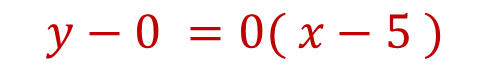 y − 0 = 0( x − 5 )